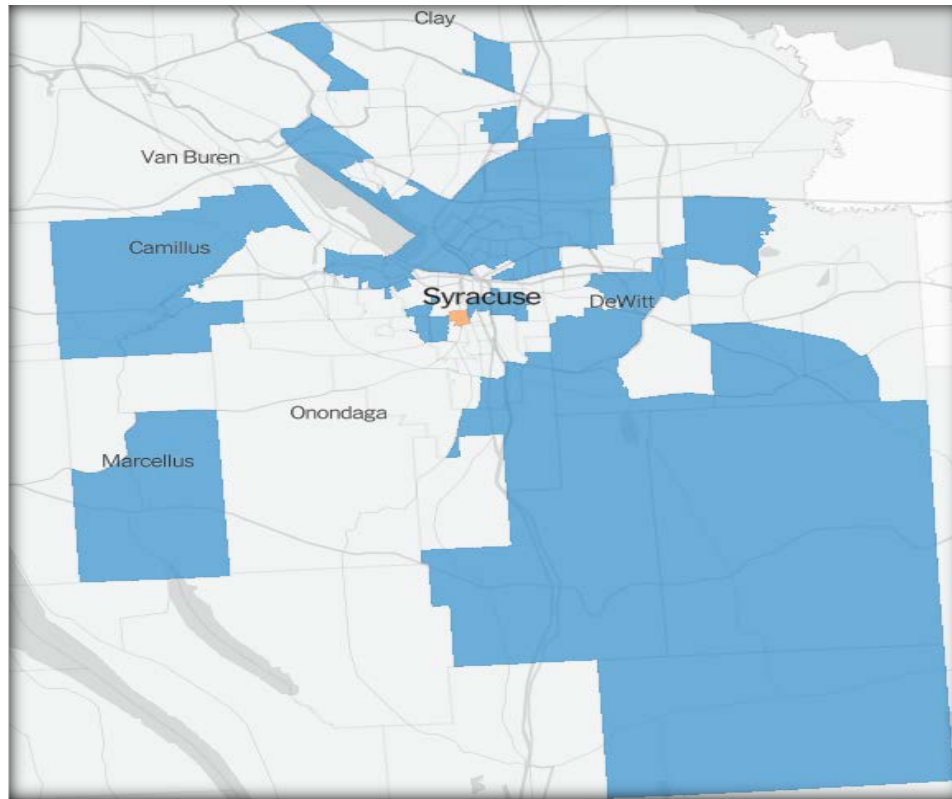 Clay
Van Buren
Camillus
Syracuse
DeWitt
Onondaga
Marcellus